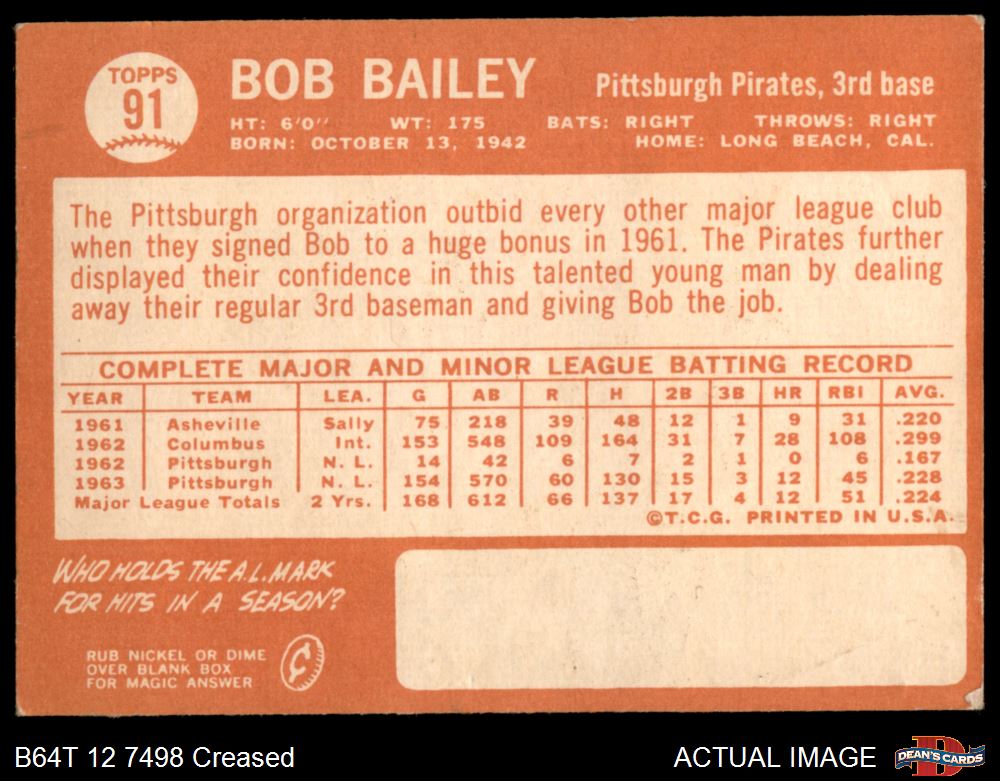 TOPPS
91
BOB BAILEY
Pittsburgh Pirates, 3rd base
HT: 6'0" WT: 175 BATS: RIGHT THROWS: RIGHT
BORN: OCTOBER 13, 1942 HOME: LONG BEACH, CAL.
The Pittsburgh organization outbid every other major league club
when they signed Bob to a huge bonus in 1961. The Pirates further
displayed their confidence in this talented young man by dealing
away their regular 3rd baseman and giving Bob the job.
COMPLETE MAJOR AND MINOR LEAGUE BATTING RECORD
YEAR TEAM LEA. G AB R H 2B 3B HR RBI AVG.
1961 Asheville Sally 75 218 39 48 12 1 9 31 .220
1962 Columbus Int. 153 548 109 164 31 7 28 108 .299
1962 Pittsburgh N. L. 14 42 6 7 2 1 0 6 .167
1963 Pittsburgh N. L. 154 570 60 130 15 3 12 45 .228
Major League Totals 2 Yrs. 168 612 66 137 17 4 12 51 .224
©T.C.G. PRINTED IN U.S.A.
WHO HOLDS THE A.L. MARK
FOR HITS IN A SEASON?
RUB NICKEL OR DIME
OVER BLANK BOX
FOR MAGIC ANSWER
¢
B64T 12 7498 Creased
ACTUAL IMAGE
D
DEAN'S CARDS